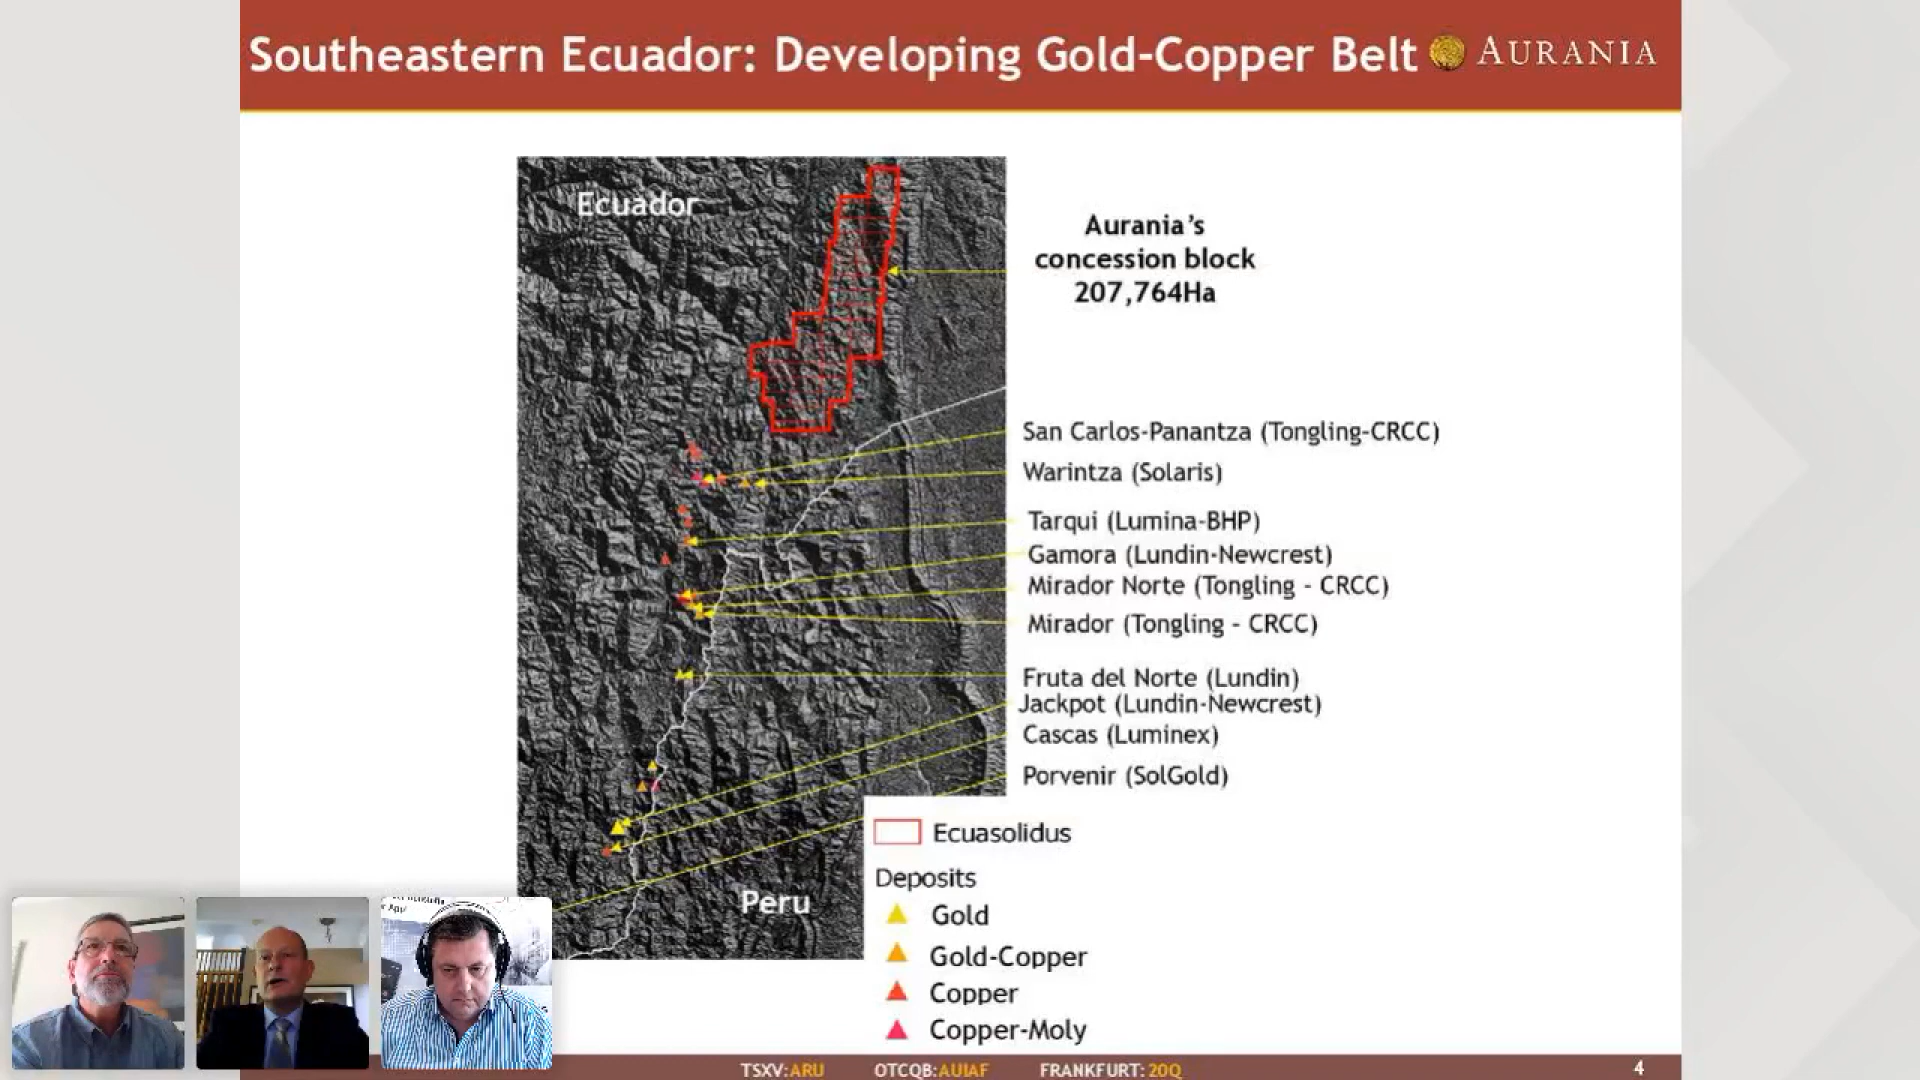 Southeastern Ecuador: Developing Gold-Copper Belt
AURANIA
Ecuador
Aurania's
concession block
207,764Ha
San Carlos-Panantza (Tongling-CRCC)
Warintza (Solaris)
Tarqui (Lumina-BHP)
Gamora (Lundin-Newcrest)
Mirador Norte (Tongling - CRCC)
Mirador (Tongling - CRCC)
Fruta del Norte (Lundin)
Jackpot (Lundin-Newcrest)
Cascas (Luminex)
Porvenir (SolGold)
Peru
Ecuasolidus
Deposits
Gold
Gold-Copper
Copper
Copper-Moly
TSXV:ARU OTCQB:AUIAF FRANKFURT:20Q
4